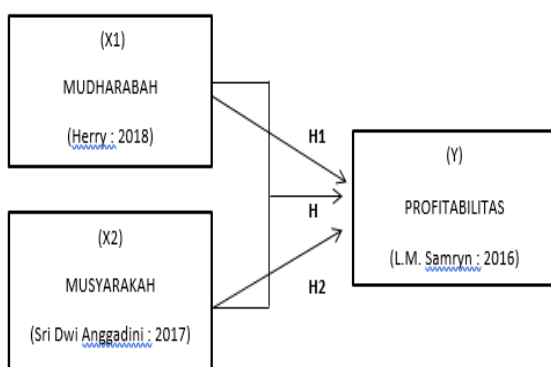 (X1)
MUDHARABAH
(Herry : 2018)
H1
(Y)
PROFITABILITAS
(L.M. Samryn : 2016)
H
(X2)
MUSYARAKAH
(Sri Dwi Anggadini : 2017)
H2